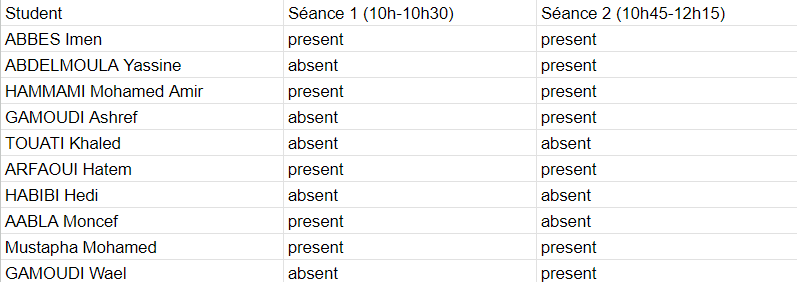 Student Séance 1 (10h-10h30) Séance 2 (10h45-12h15)
ABBES Imen present present
ABDELMOULA Yassine absent present
HAMMAMI Mohamed Amir present present
GAMOUDI Ashref absent present
TOUATI Khaled absent absent
ARFAOUI Hatem present present
HABIBI Hedi absent absent
AABLA Moncef present absent
Mustapha Mohamed present present
GAMOUDI Wael absent present